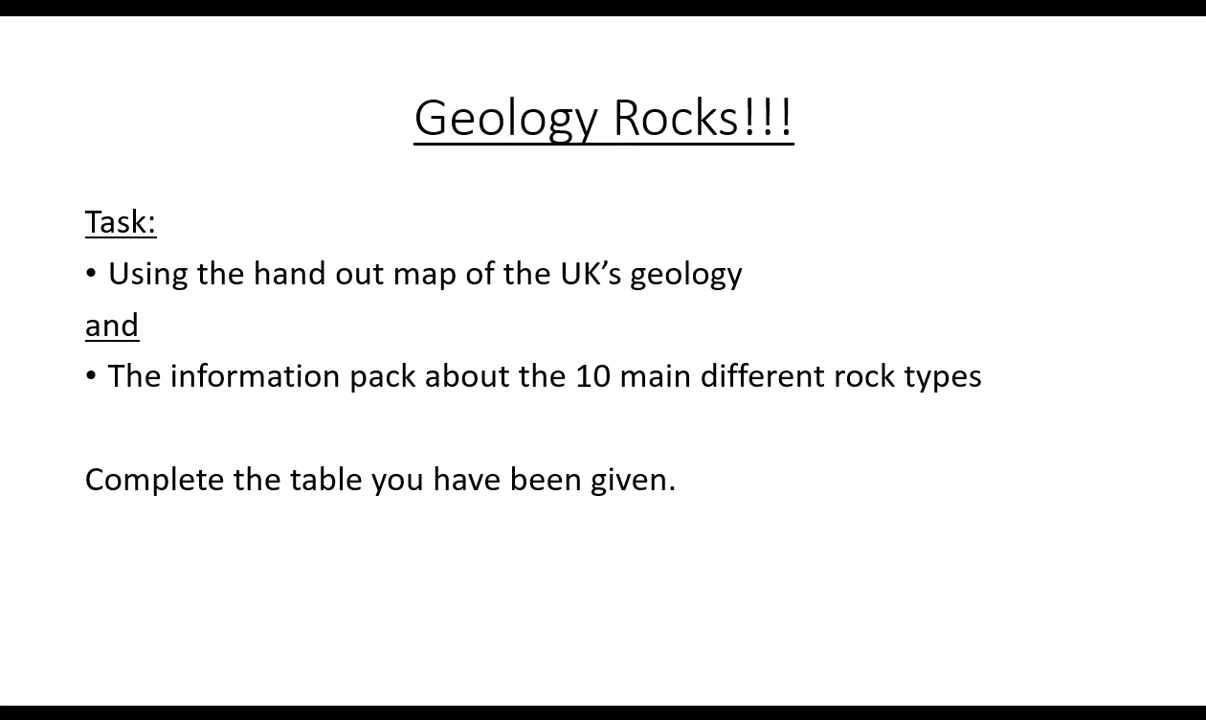 Geology Rocks!!!
Task:
• Using the hand out map of the UK’s geology
and
• The information pack about the 10 main different rock types
Complete the table you have been given.